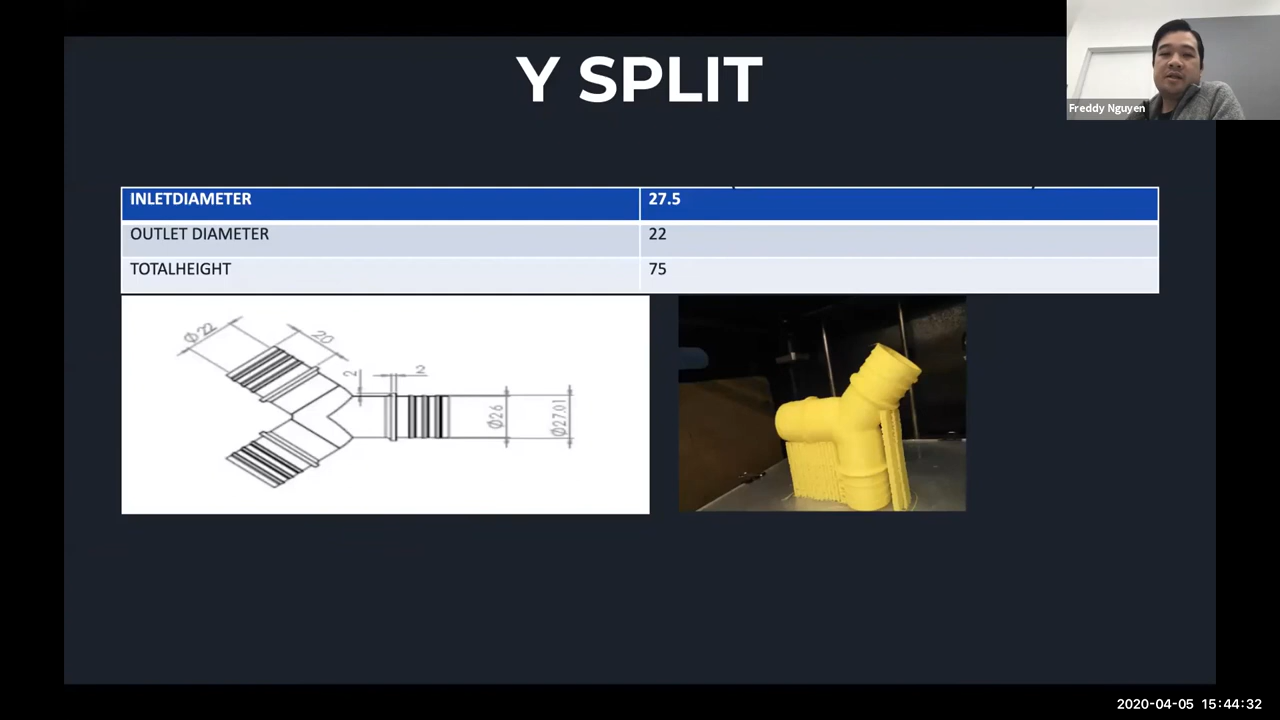 Y SPLIT
Freddy Nguyen
INLETDIAMETER 27.5
OUTLET DIAMETER 22
TOTALHEIGHT 75
Ø22
20
2
2
Ø26
Ø27.01
2020-04-05 15:44:32